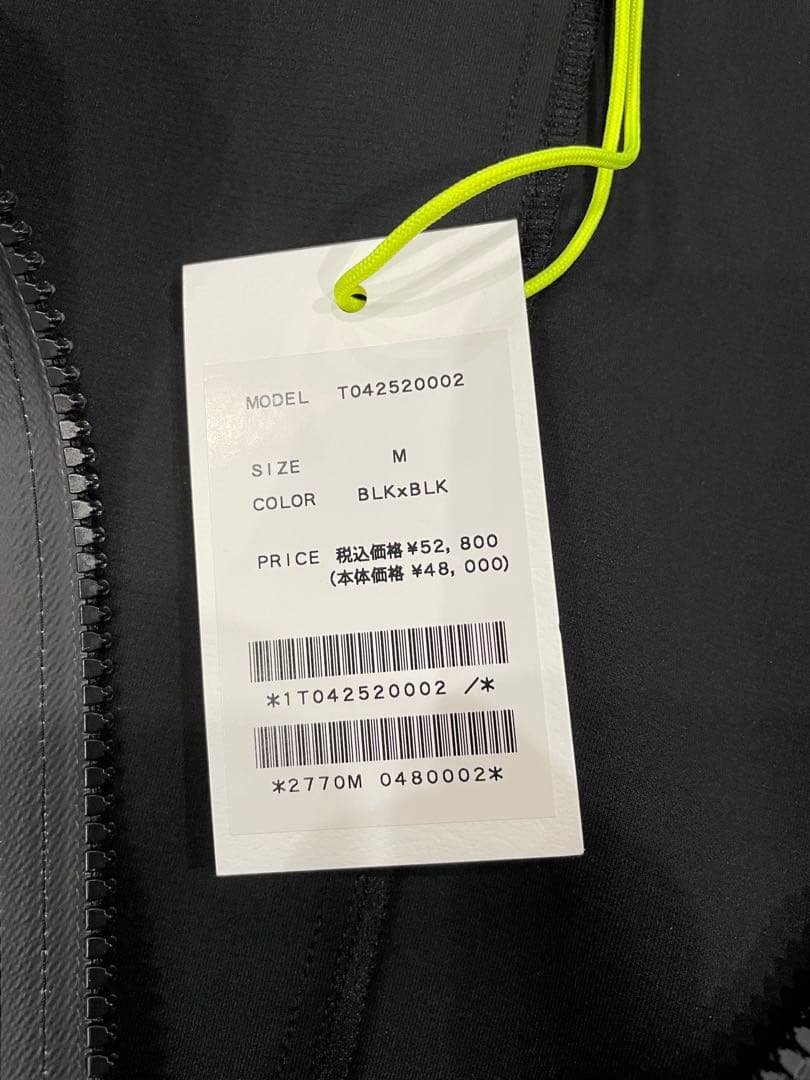 MODEL T042520002
SIZE M
COLOR BLKxBLK
PRICE 税込価格 ¥52,800
(本体価格 ¥48,000)
*1T042520002 /*
*2770M 0480002*